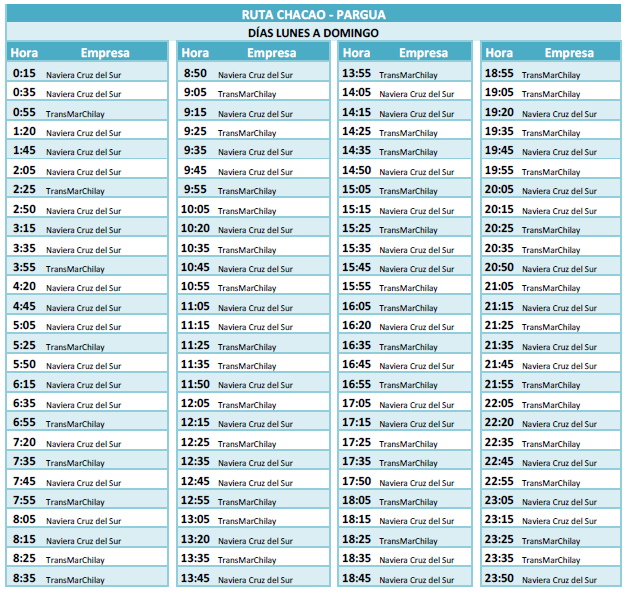 RUTA CHACAO - PARGUA
DÍAS LUNES A DOMINGO
Hora Empresa Hora Empresa Hora Empresa Hora Empresa
0:15 Naviera Cruz del Sur 8:50 Naviera Cruz del Sur 13:55 TransMarChilay 18:55 TransMarChilay
0:35 Naviera Cruz del Sur 9:05 TransMarChilay 14:05 Naviera Cruz del Sur 19:05 TransMarChilay
0:55 TransMarChilay 9:15 Naviera Cruz del Sur 14:15 Naviera Cruz del Sur 19:20 Naviera Cruz del Sur
1:20 Naviera Cruz del Sur 9:25 TransMarChilay 14:25 TransMarChilay 19:35 TransMarChilay
1:45 Naviera Cruz del Sur 9:35 Naviera Cruz del Sur 14:35 TransMarChilay 19:45 Naviera Cruz del Sur
2:05 Naviera Cruz del Sur 9:45 Naviera Cruz del Sur 14:50 Naviera Cruz del Sur 19:55 TransMarChilay
2:25 TransMarChilay 9:55 TransMarChilay 15:05 TransMarChilay 20:05 Naviera Cruz del Sur
2:50 Naviera Cruz del Sur 10:05 TransMarChilay 15:15 Naviera Cruz del Sur 20:15 Naviera Cruz del Sur
3:15 Naviera Cruz del Sur 10:20 Naviera Cruz del Sur 15:25 TransMarChilay 20:25 TransMarChilay
3:35 Naviera Cruz del Sur 10:35 TransMarChilay 15:35 Naviera Cruz del Sur 20:35 TransMarChilay
3:55 TransMarChilay 10:45 Naviera Cruz del Sur 15:45 Naviera Cruz del Sur 20:50 Naviera Cruz del Sur
4:20 Naviera Cruz del Sur 10:55 TransMarChilay 15:55 TransMarChilay 21:05 TransMarChilay
4:45 Naviera Cruz del Sur 11:05 Naviera Cruz del Sur 16:05 TransMarChilay 21:15 Naviera Cruz del Sur
5:05 Naviera Cruz del Sur 11:15 Naviera Cruz del Sur 16:20 Naviera Cruz del Sur 21:25 TransMarChilay
5:25 TransMarChilay 11:25 TransMarChilay 16:35 TransMarChilay 21:35 Naviera Cruz del Sur
5:50 Naviera Cruz del Sur 11:35 TransMarChilay 16:45 Naviera Cruz del Sur 21:45 Naviera Cruz del Sur
6:15 Naviera Cruz del Sur 11:50 Naviera Cruz del Sur 16:55 TransMarChilay 21:55 TransMarChilay
6:35 Naviera Cruz del Sur 12:05 TransMarChilay 17:05 Naviera Cruz del Sur 22:05 TransMarChilay
6:55 TransMarChilay 12:15 Naviera Cruz del Sur 17:15 Naviera Cruz del Sur 22:20 Naviera Cruz del Sur
7:20 Naviera Cruz del Sur 12:25 TransMarChilay 17:25 TransMarChilay 22:35 TransMarChilay
7:35 TransMarChilay 12:35 Naviera Cruz del Sur 17:35 TransMarChilay 22:45 Naviera Cruz del Sur
7:45 Naviera Cruz del Sur 12:45 Naviera Cruz del Sur 17:50 Naviera Cruz del Sur 22:55 TransMarChilay
7:55 TransMarChilay 12:55 TransMarChilay 18:05 TransMarChilay 23:05 Naviera Cruz del Sur
8:05 Naviera Cruz del Sur 13:05 TransMarChilay 18:15 Naviera Cruz del Sur 23:15 Naviera Cruz del Sur
8:15 Naviera Cruz del Sur 13:20 Naviera Cruz del Sur 18:25 TransMarChilay 23:25 TransMarChilay
8:25 TransMarChilay 13:35 TransMarChilay 18:35 Naviera Cruz del Sur 23:35 TransMarChilay
8:35 TransMarChilay 13:45 Naviera Cruz del Sur 18:45 Naviera Cruz del Sur 23:50 Naviera Cruz del Sur